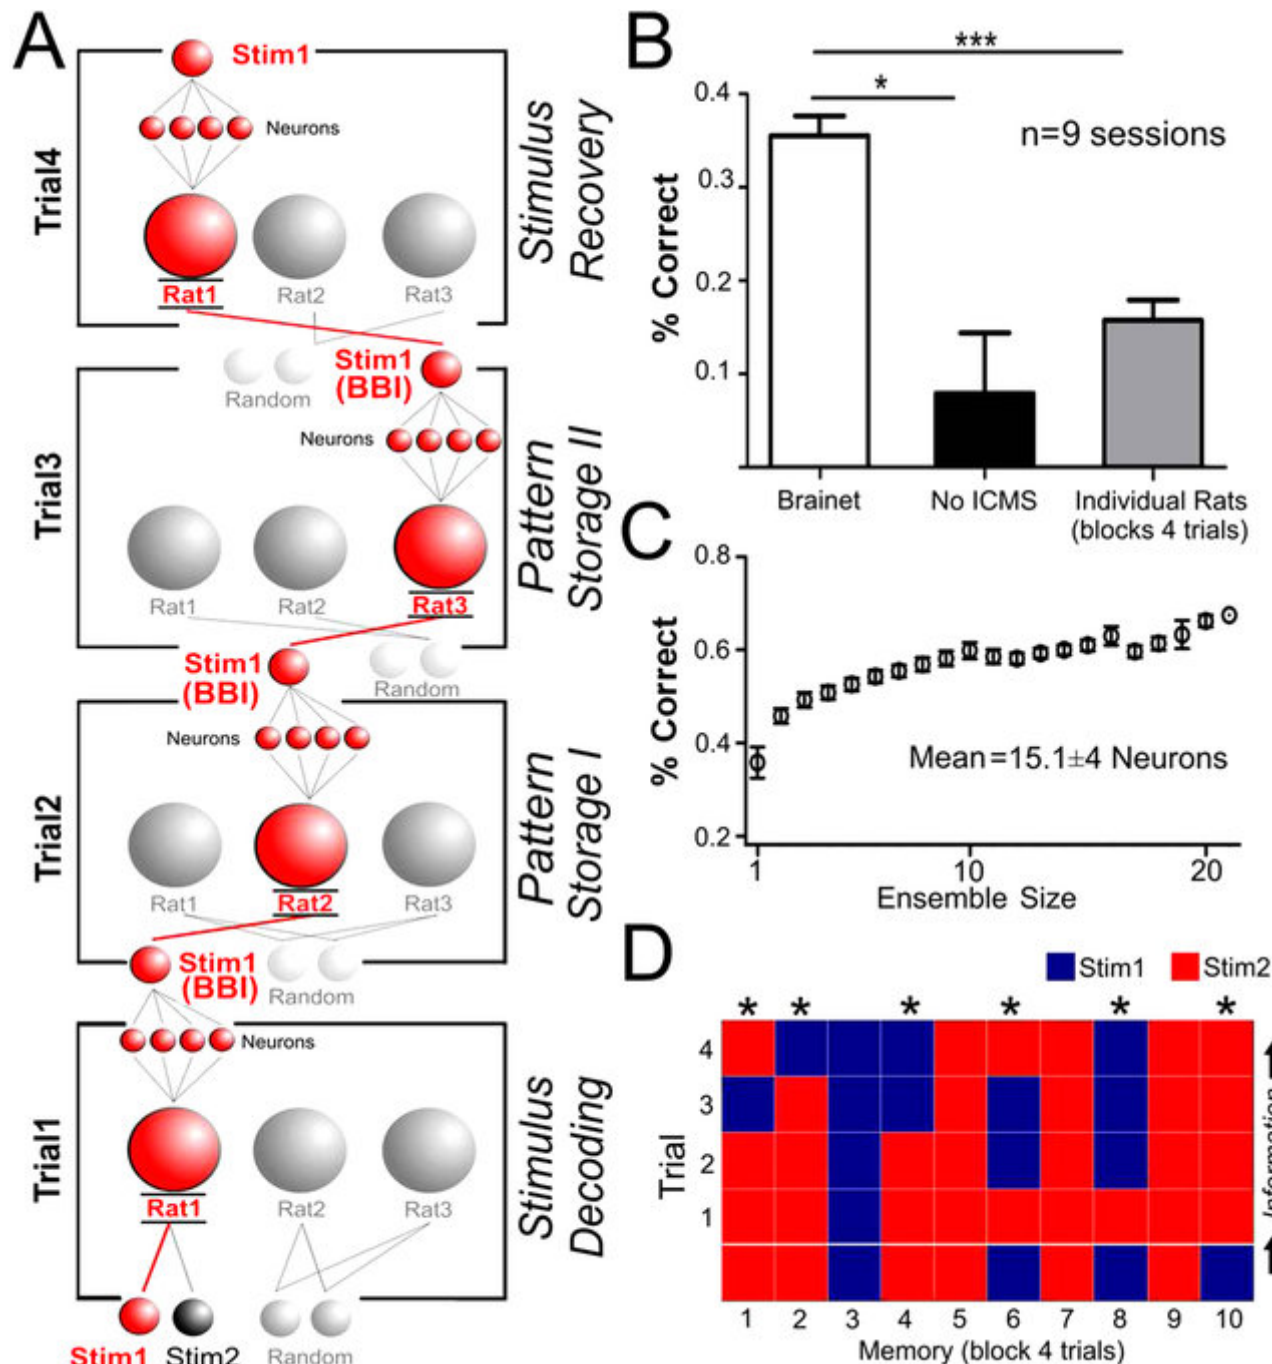 A
Stim1
Neurons
Trial4
Stimulus
Recovery
Rat1
Rat2
Rat3
Stim1
(BBI)
Random
Neurons
Trial3
Pattern
Storage II
Rat1
Rat2
Rat3
Stim1
(BBI)
Random
Neurons
Trial2
Pattern
Storage I
Rat1
Rat2
Rat3
Stim1
(BBI)
Random
Neurons
Trial1
Stimulus
Decoding
Rat1
Rat2
Rat3
Stim1
Stim2
Random
B
***
*
n=9 sessions
% Correct
0.4
0.3
0.2
0.1
Brainet
No ICMS
Individual Rats
(blocks 4 trials)
C
% Correct
0.8
0.6
0.4
0.2
Mean=15.1±4 Neurons
1
10
20
Ensemble Size
D
Stim1
Stim2
* * * * * *
Trial
4
3
2
1
Information
1 2 3 4 5 6 7 8 9 10
Memory (block 4 trials)